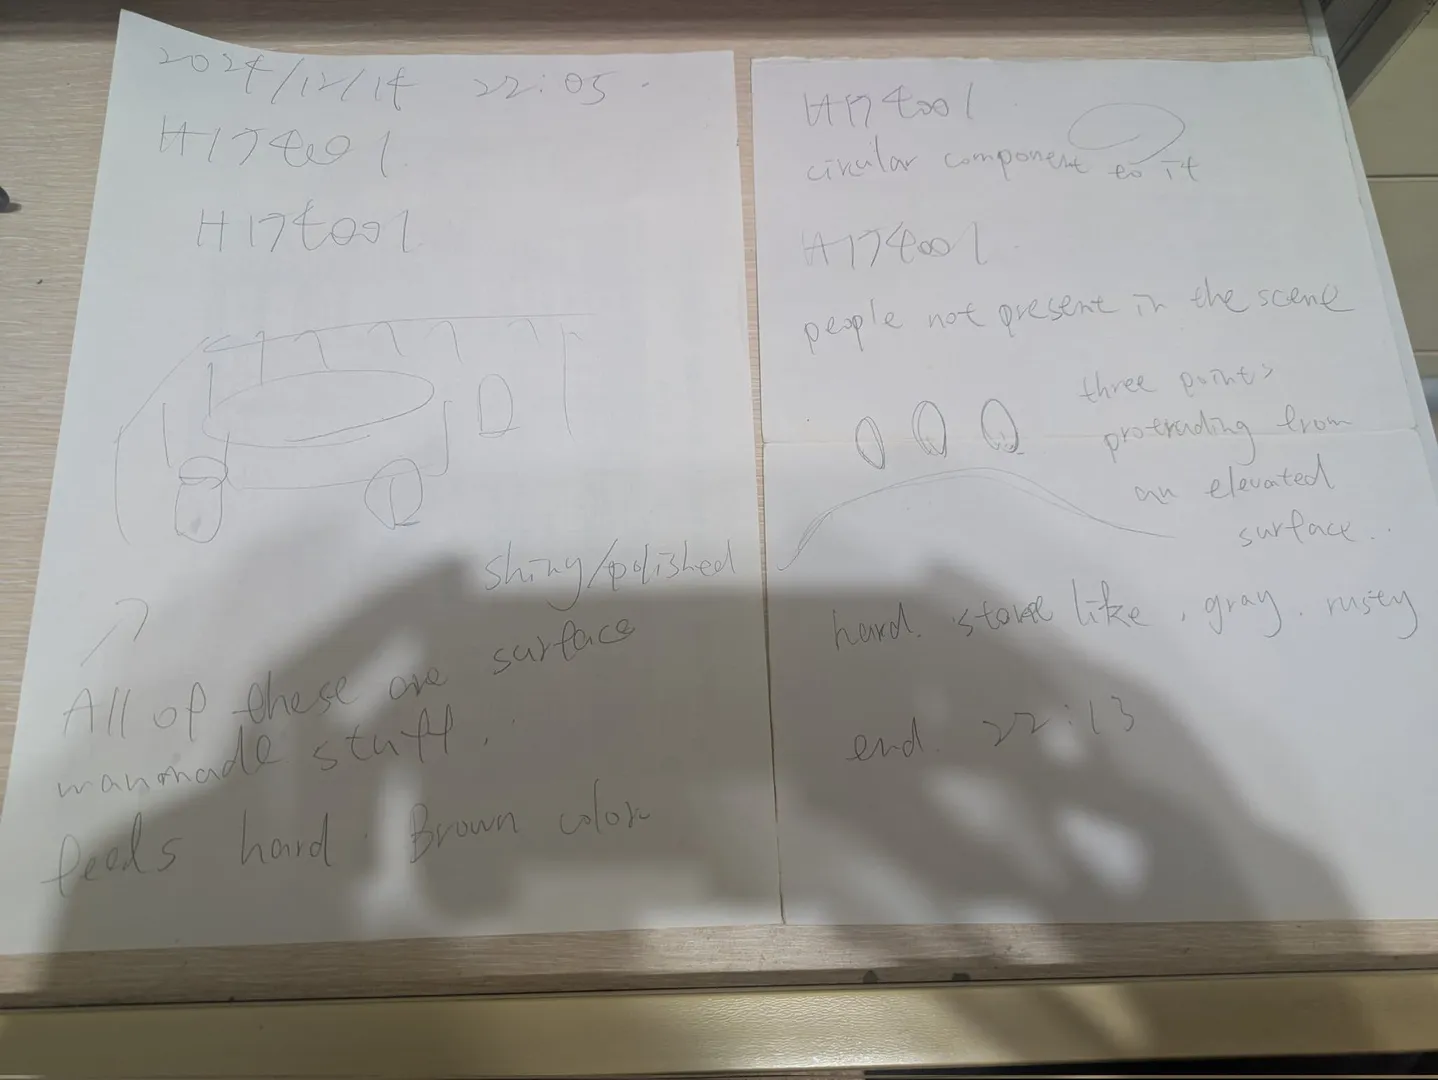 2024/12/14 22:05.
H174001
H174001
shiny/polished
surface
All of these are
manmade stuff.
feels hard. Brown color
H174001
circular component to it
H174001
people not present in the scene
three points
protruding from
an elevated
surface.
hard. stone like, gray. rusty
end. 22:13